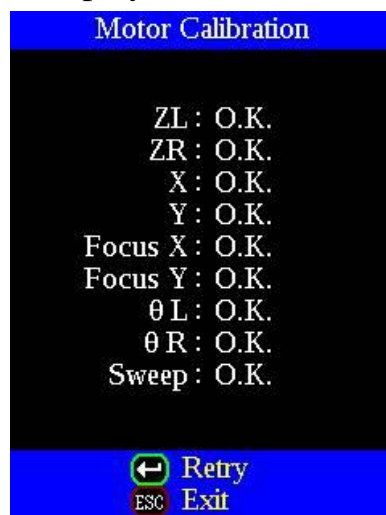 Motor Calibration
ZL : O.K.
ZR : O.K.
X : O.K.
Y : O.K.
Focus X : O.K.
Focus Y : O.K.
θ L : O.K.
θ R : O.K.
Sweep : O.K.
Retry
ESC Exit